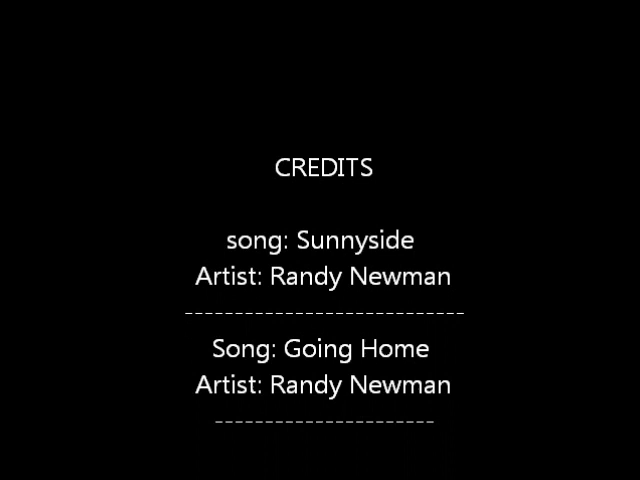 CREDITS
song: Sunnyside
Artist: Randy Newman
----------------------------
Song: Going Home
Artist: Randy Newman
----------------------